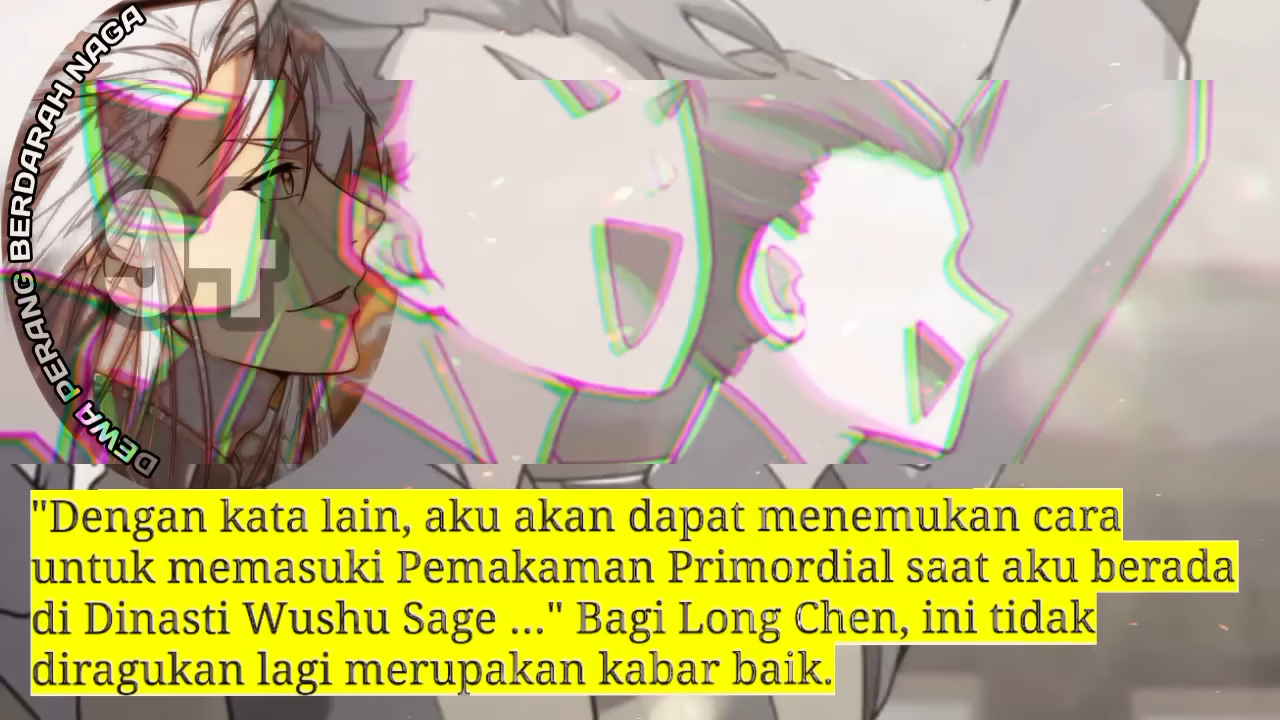 DEWA PERANG BERDARAH NAGA
"Dengan kata lain, aku akan dapat menemukan cara
untuk memasuki Pemakaman Primordial saat aku berada
di Dinasti Wushu Sage ..." Bagi Long Chen, ini tidak
diragukan lagi merupakan kabar baik.